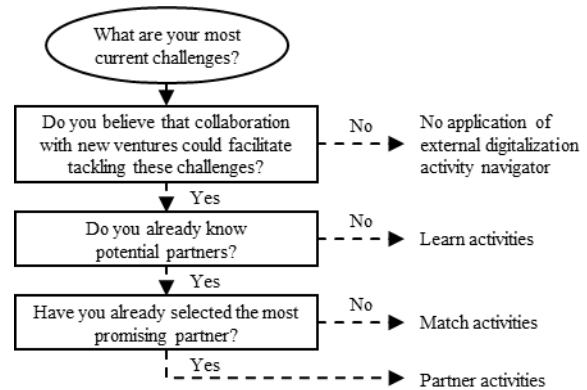 What are your most
current challenges?
Do you believe that collaboration
with new ventures could facilitate
tackling these challenges?
No
No application of
external digitalization
activity navigator
Yes
Do you already know
potential partners?
No
Learn activities
Yes
Have you already selected the most
promising partner?
No
Match activities
Yes
Partner activities